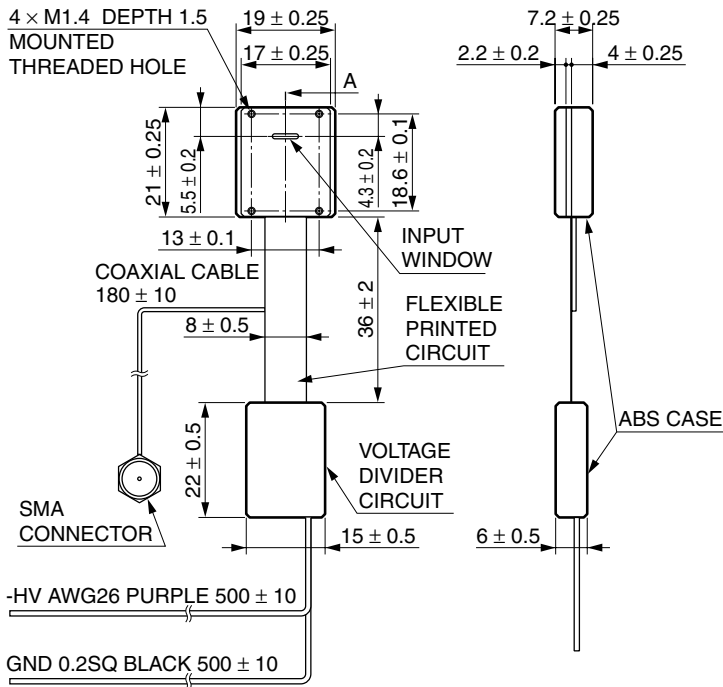 4 × M1.4 DEPTH 1.5
MOUNTED
THREADED HOLE
19 ± 0.25
17 ± 0.25
A
7.2 ± 0.25
2.2 ± 0.2
4 ± 0.25
21 ± 0.25
5.5 ± 0.2
4.3 ± 0.2
18.6 ± 0.1
13 ± 0.1
INPUT
WINDOW
COAXIAL CABLE
180 ± 10
8 ± 0.5
36 ± 2
FLEXIBLE
PRINTED
CIRCUIT
ABS CASE
22 ± 0.5
VOLTAGE
DIVIDER
CIRCUIT
SMA
CONNECTOR
15 ± 0.5
6 ± 0.5
-HV AWG26 PURPLE 500 ± 10
GND 0.2SQ BLACK 500 ± 10